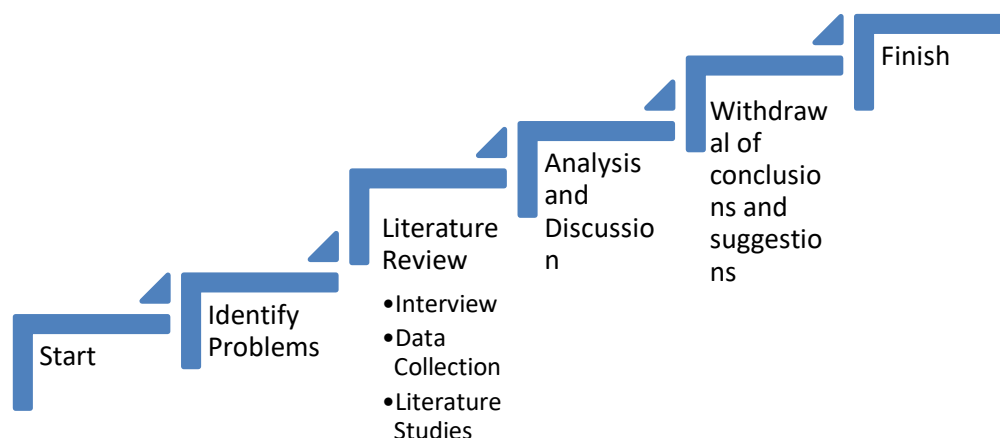 Start
Identify
Problems
Literature
Review
•Interview
•Data
Collection
•Literature
Studies
Analysis
and
Discussio
n
Withdraw
al of
conclusio
ns and
suggestio
ns
Finish